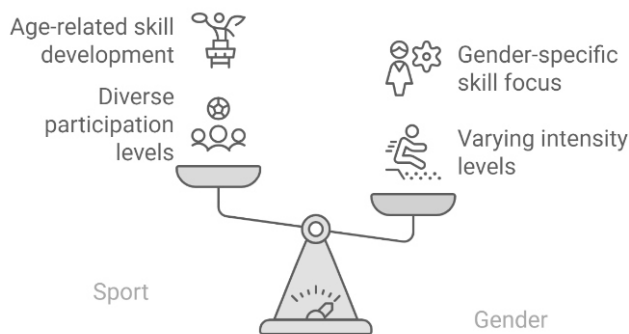 Age-related skill
development
Diverse
participation
levels
Gender-specific
skill focus
Varying intensity
levels
Sport
Gender